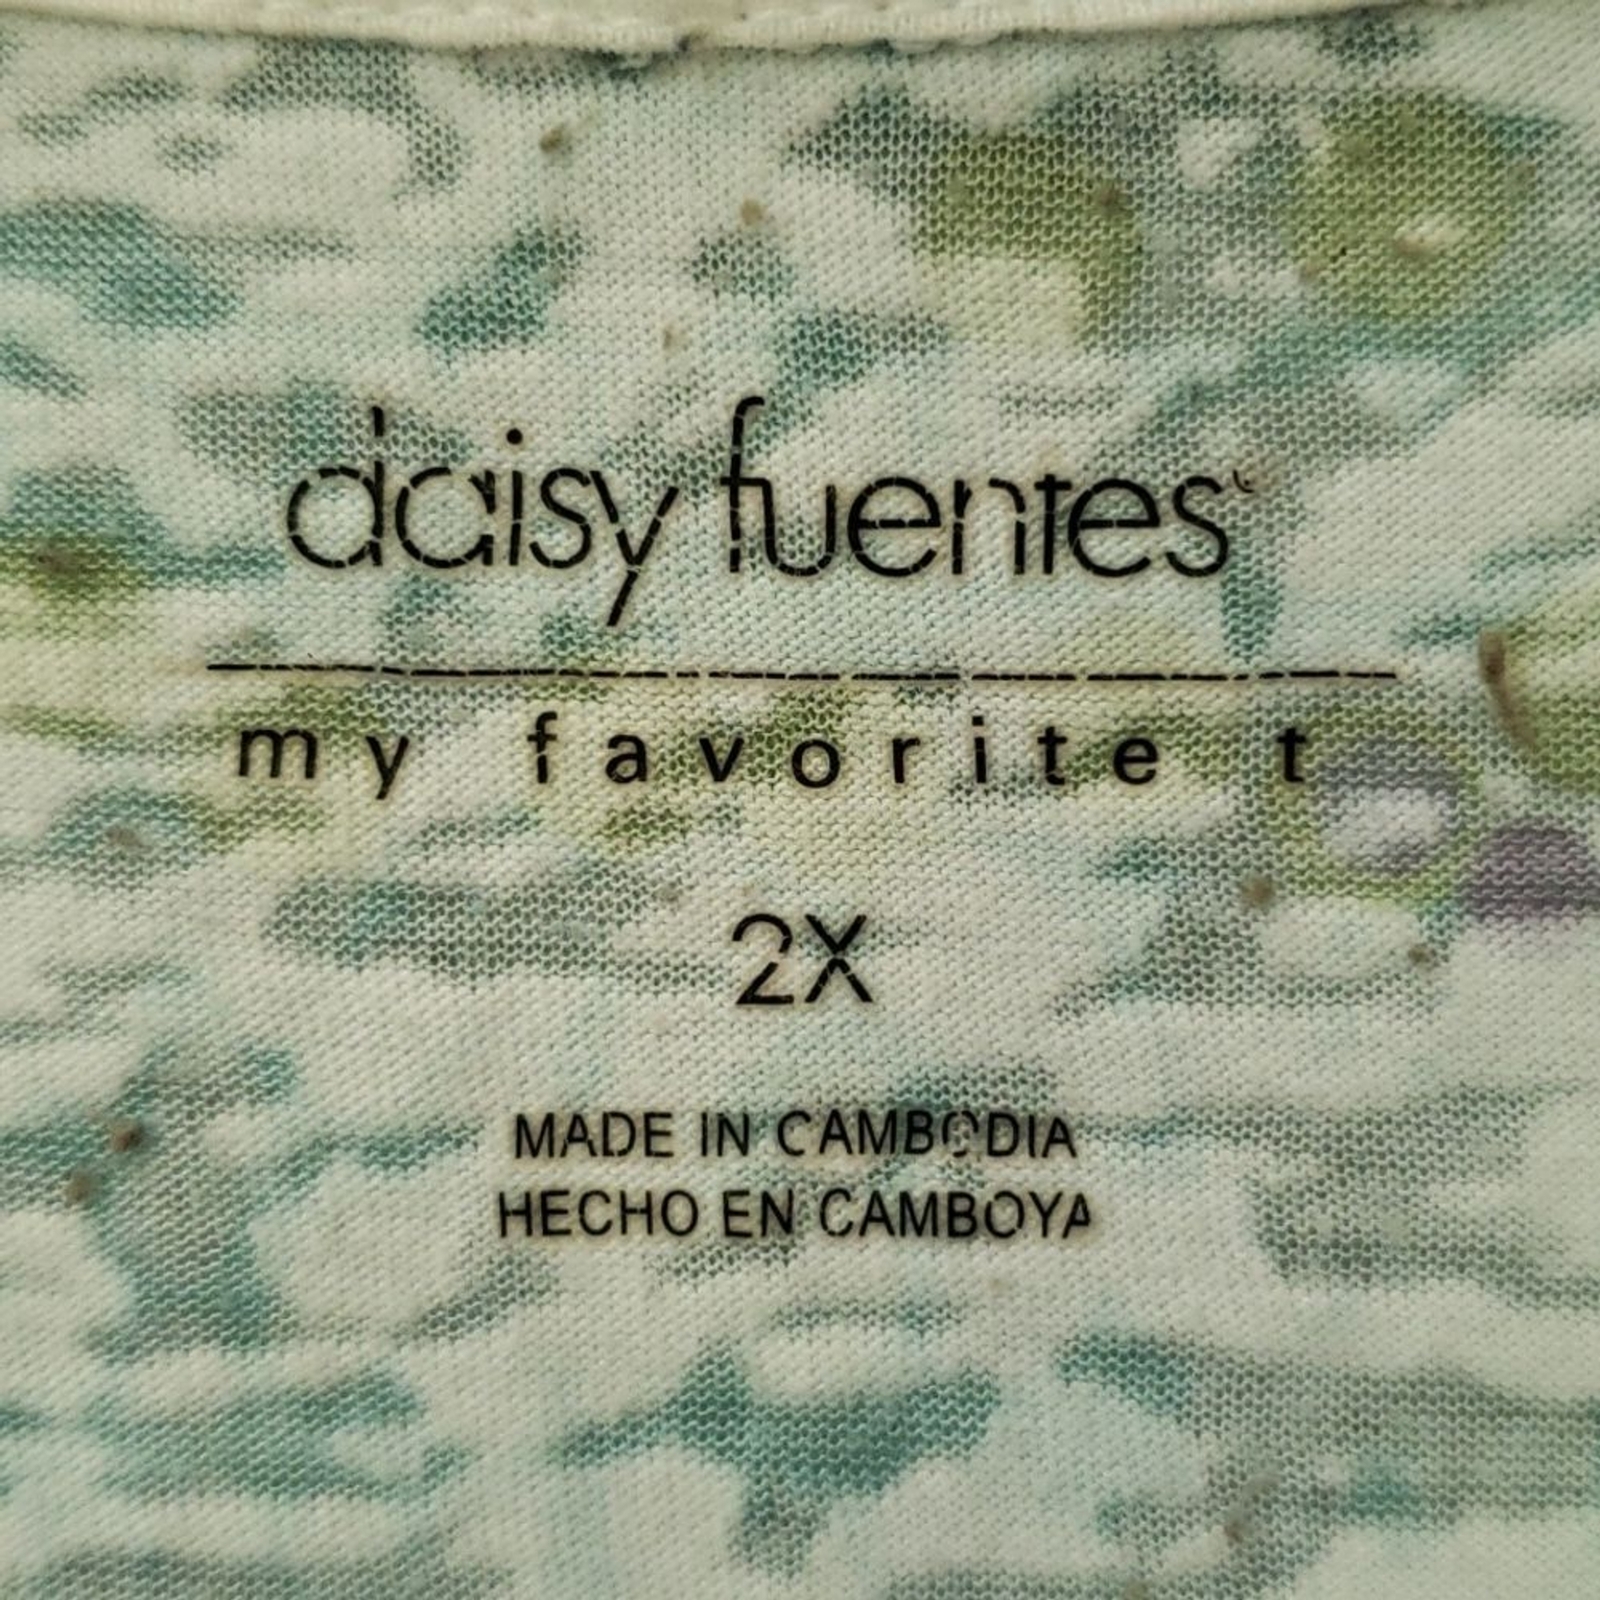 daisy fuentes
my favorite t
2X
MADE IN CAMBODIA
HECHO EN CAMBOYA